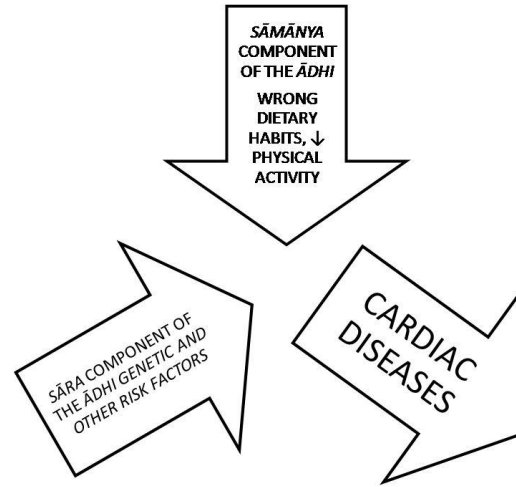 SĀMĀNYA
COMPONENT
OF THE ĀDHI
WRONG
DIETARY
HABITS, ↓
PHYSICAL
ACTIVITY
SĀRA COMPONENT OF
THE ĀDHI GENETIC AND
OTHER RISK FACTORS
CARDIAC
DISEASES